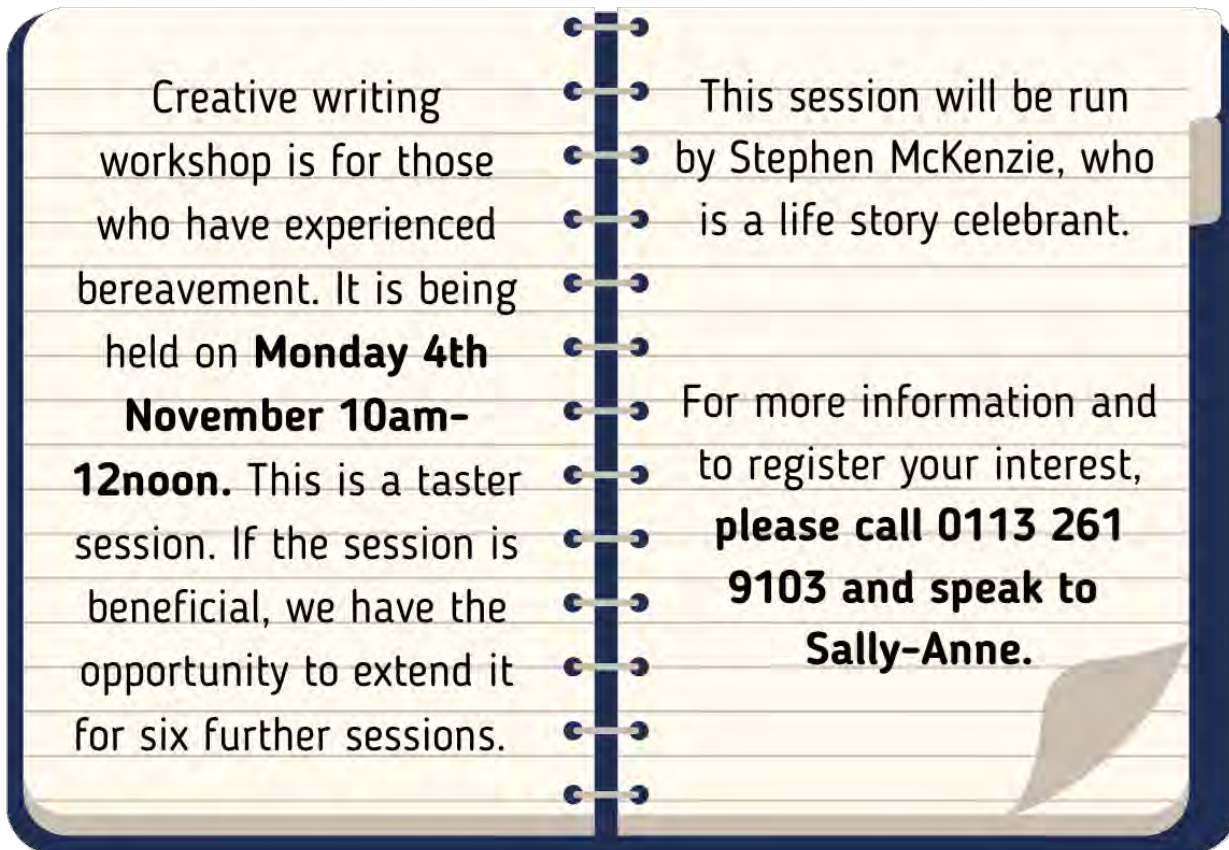 Creative writing
workshop is for those
who have experienced
bereavement. It is being
held on Monday 4th
November 10am-
12noon. This is a taster
session. If the session is
beneficial, we have the
opportunity to extend it
for six further sessions.
This session will be run
by Stephen McKenzie, who
is a life story celebrant.
For more information and
to register your interest,
please call 0113 261
9103 and speak to
Sally-Anne.